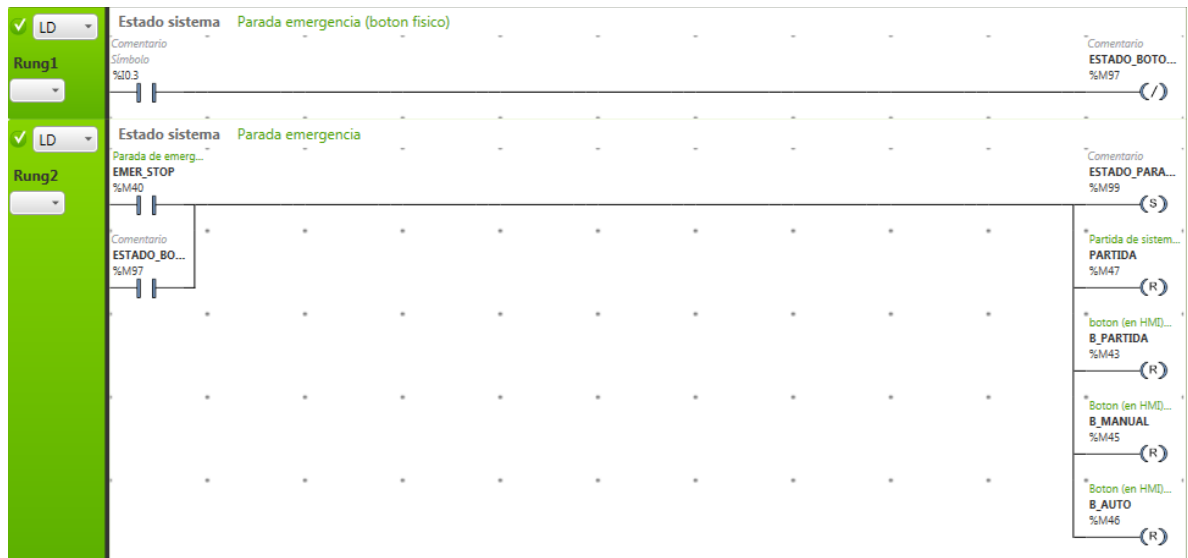 LD
Estado sistema Parada emergencia (boton fisico)
Rung1
Comentario
Símbolo
%I0.3
Comentario
ESTADO_BOTO...
%M97
(/)
LD
Estado sistema Parada emergencia
Rung2
Parada de emerg...
EMER_STOP
%M40
Comentario
ESTADO_PARA...
%M99
(S)
Comentario
ESTADO_BO...
%M97
Partida de sistem...
PARTIDA
%M47
(R)
boton (en HMI)...
B_PARTIDA
%M43
(R)
Boton (en HMI)...
B_MANUAL
%M45
(R)
Boton (en HMI)...
B_AUTO
%M46
(R)